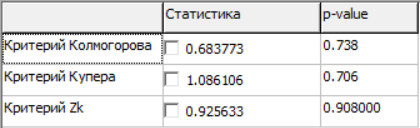 Статистика p-value
Критерий Колмогорова 0.683773 0.738
Критерий Купера 1.086106 0.706
Критерий Zk 0.925633 0.908000